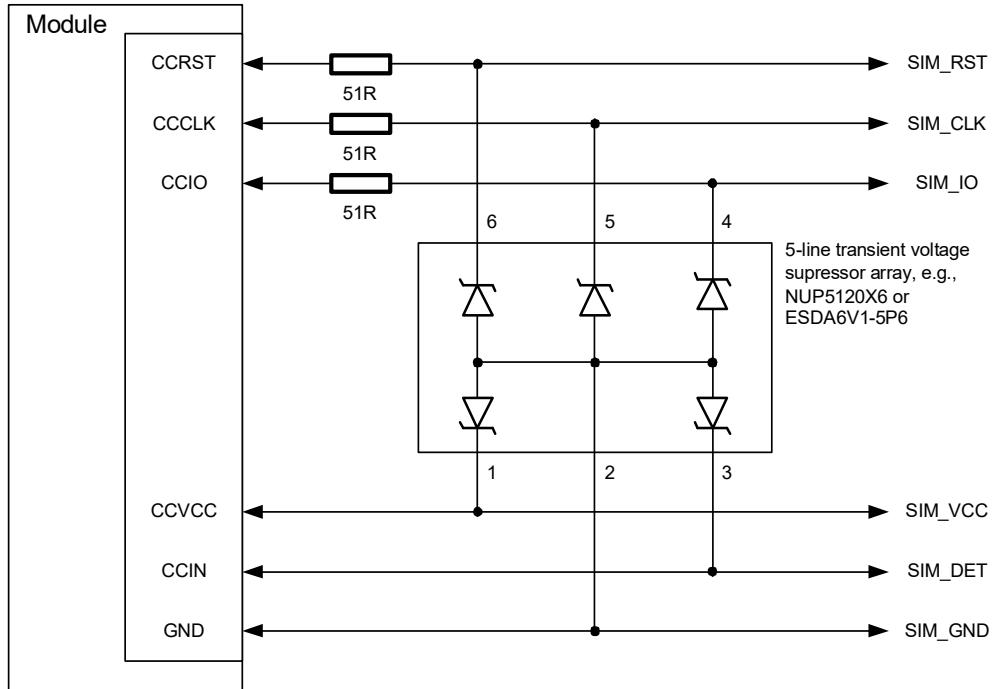 Module
CCRST
51R
SIM_RST
CCCLK
51R
SIM_CLK
CCIO
51R
SIM_IO
6
5
4
5-line transient voltage
supressor array, e.g.,
NUP5120X6 or
ESDA6V1-5P6
1
2
3
CCVCC
SIM_VCC
CCIN
SIM_DET
GND
SIM_GND